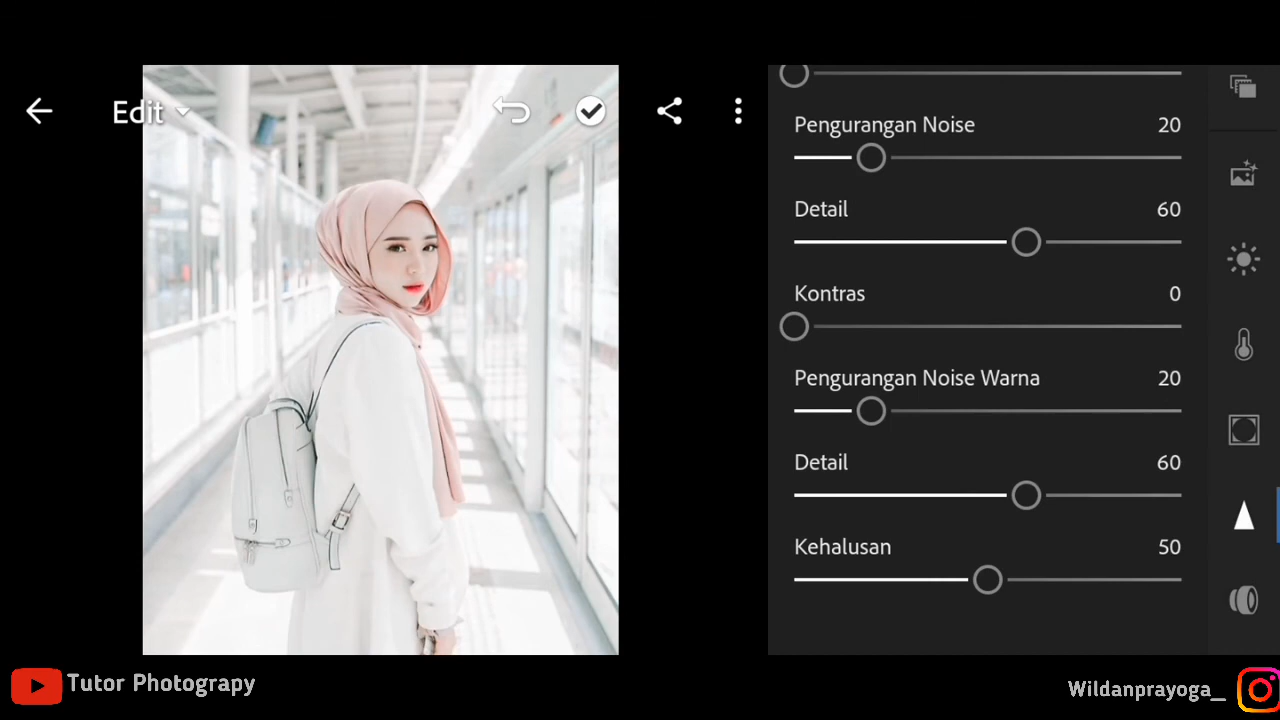 Edit
Pengurangan Noise 20
Detail 60
Kontras 0
Pengurangan Noise Warna 20
Detail 60
Kehalusan 50
Tutor Photograpy
Wildanprayoga_